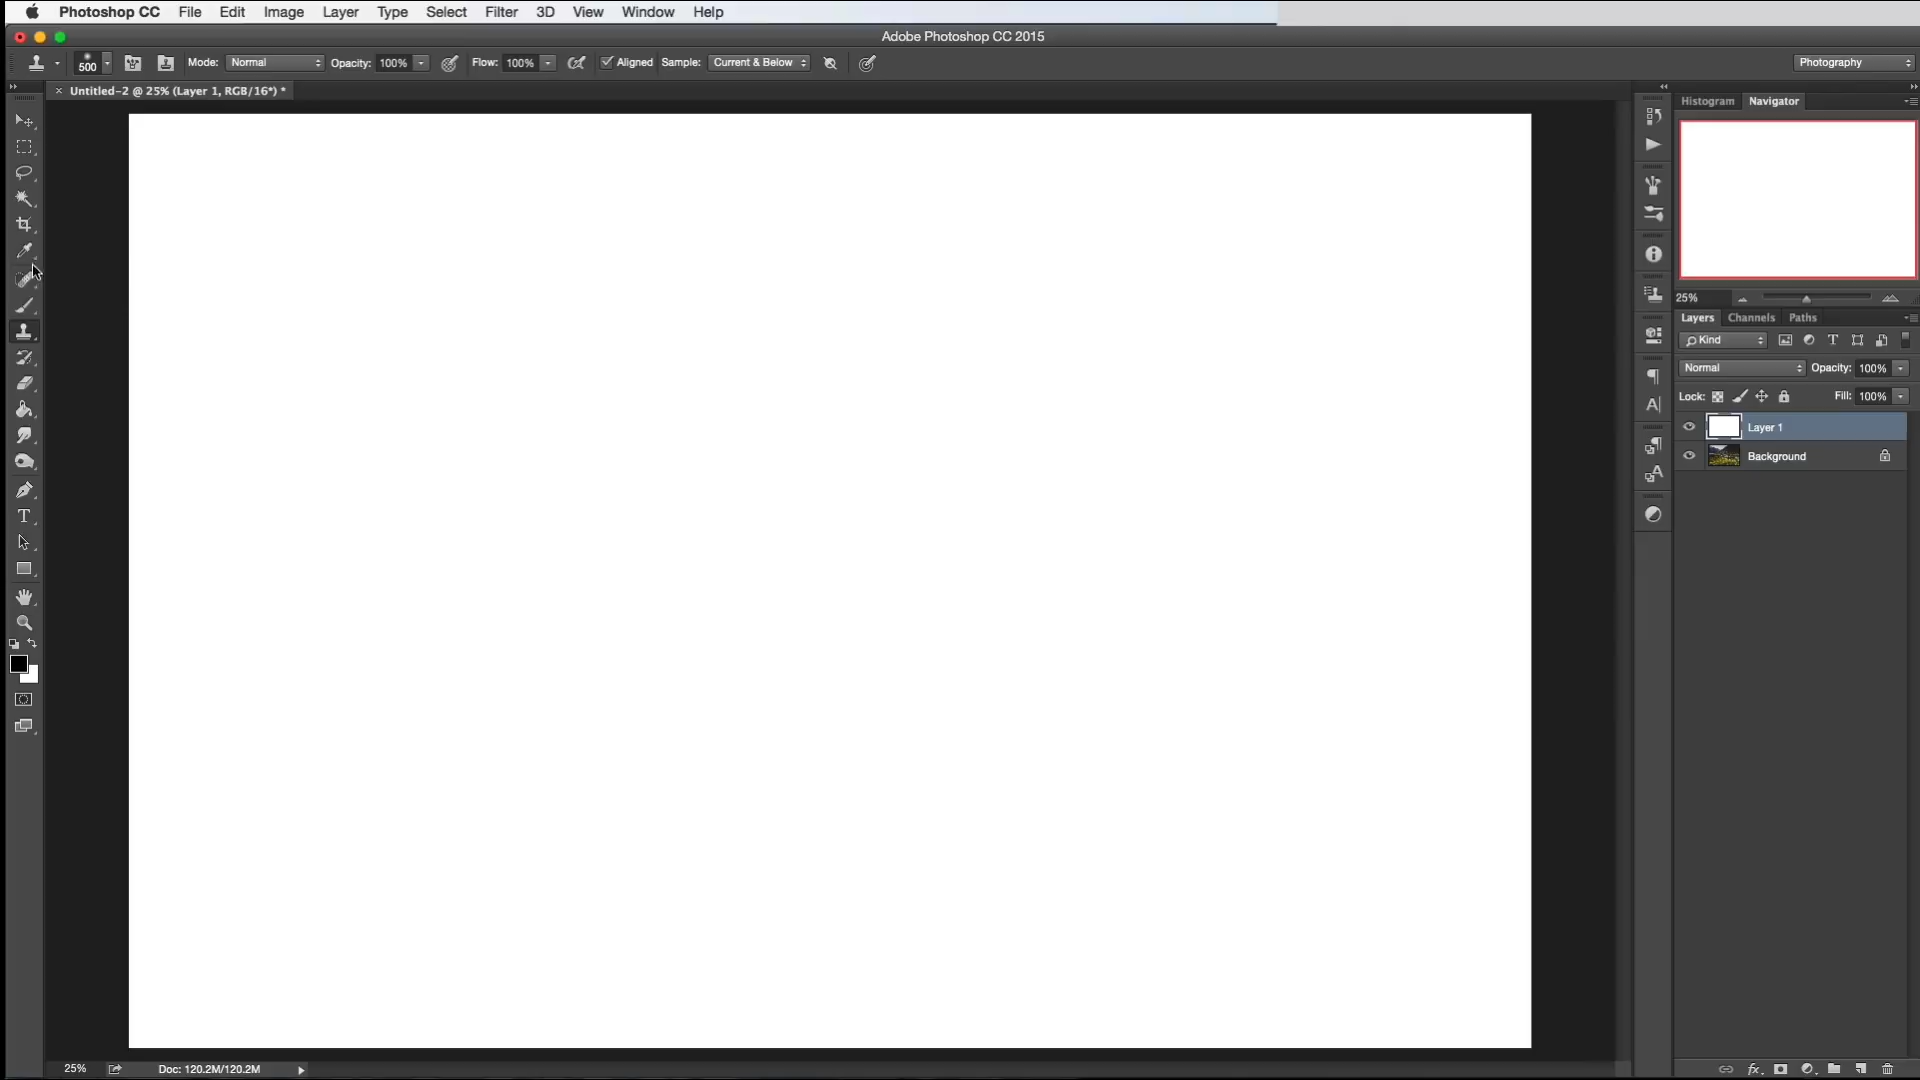 Photoshop CC File Edit Image Layer Type Select Filter 3D View Window Help
Adobe Photoshop CC 2015
500 Mode: Normal Opacity: 100% Flow: 100% Aligned Sample: Current & Below Photography
Untitled-2 @ 25% (Layer 1, RGB/16*) *
Histogram Navigator
25%
Layers Channels Paths
Kind
Normal Opacity: 100%
Lock: Fill: 100%
Layer 1
Background
25% Doc: 120.2M/120.2M